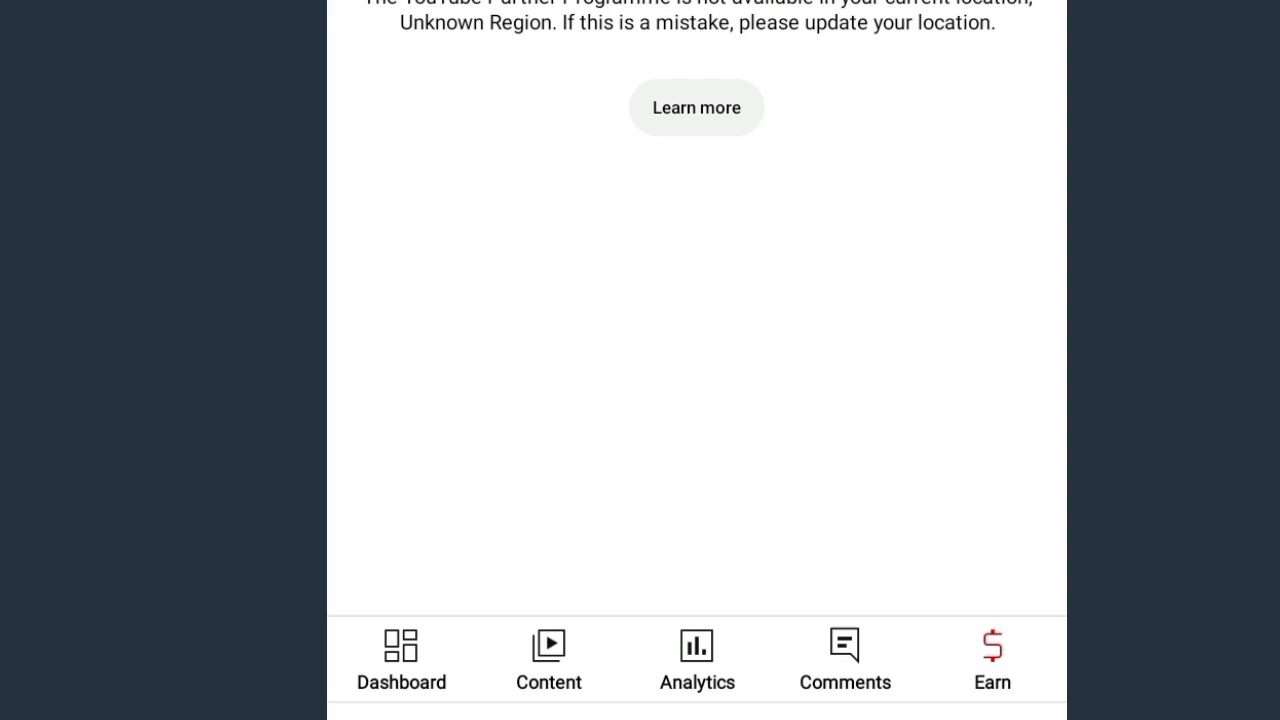 The YouTube Partner Programme is not available in your current location,
Unknown Region. If this is a mistake, please update your location.
Learn more
Dashboard
Content
Analytics
Comments
Earn